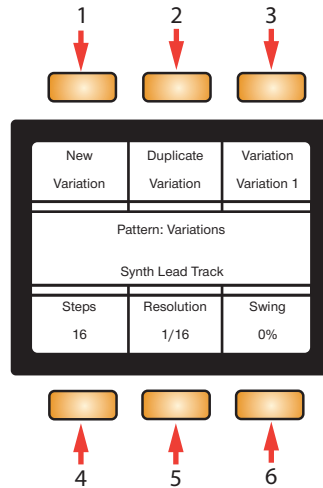 1 2 3
New Duplicate Variation
Variation Variation Variation 1
Pattern: Variations
Synth Lead Track
Steps Resolution Swing
16 1/16 0%
4 5 6